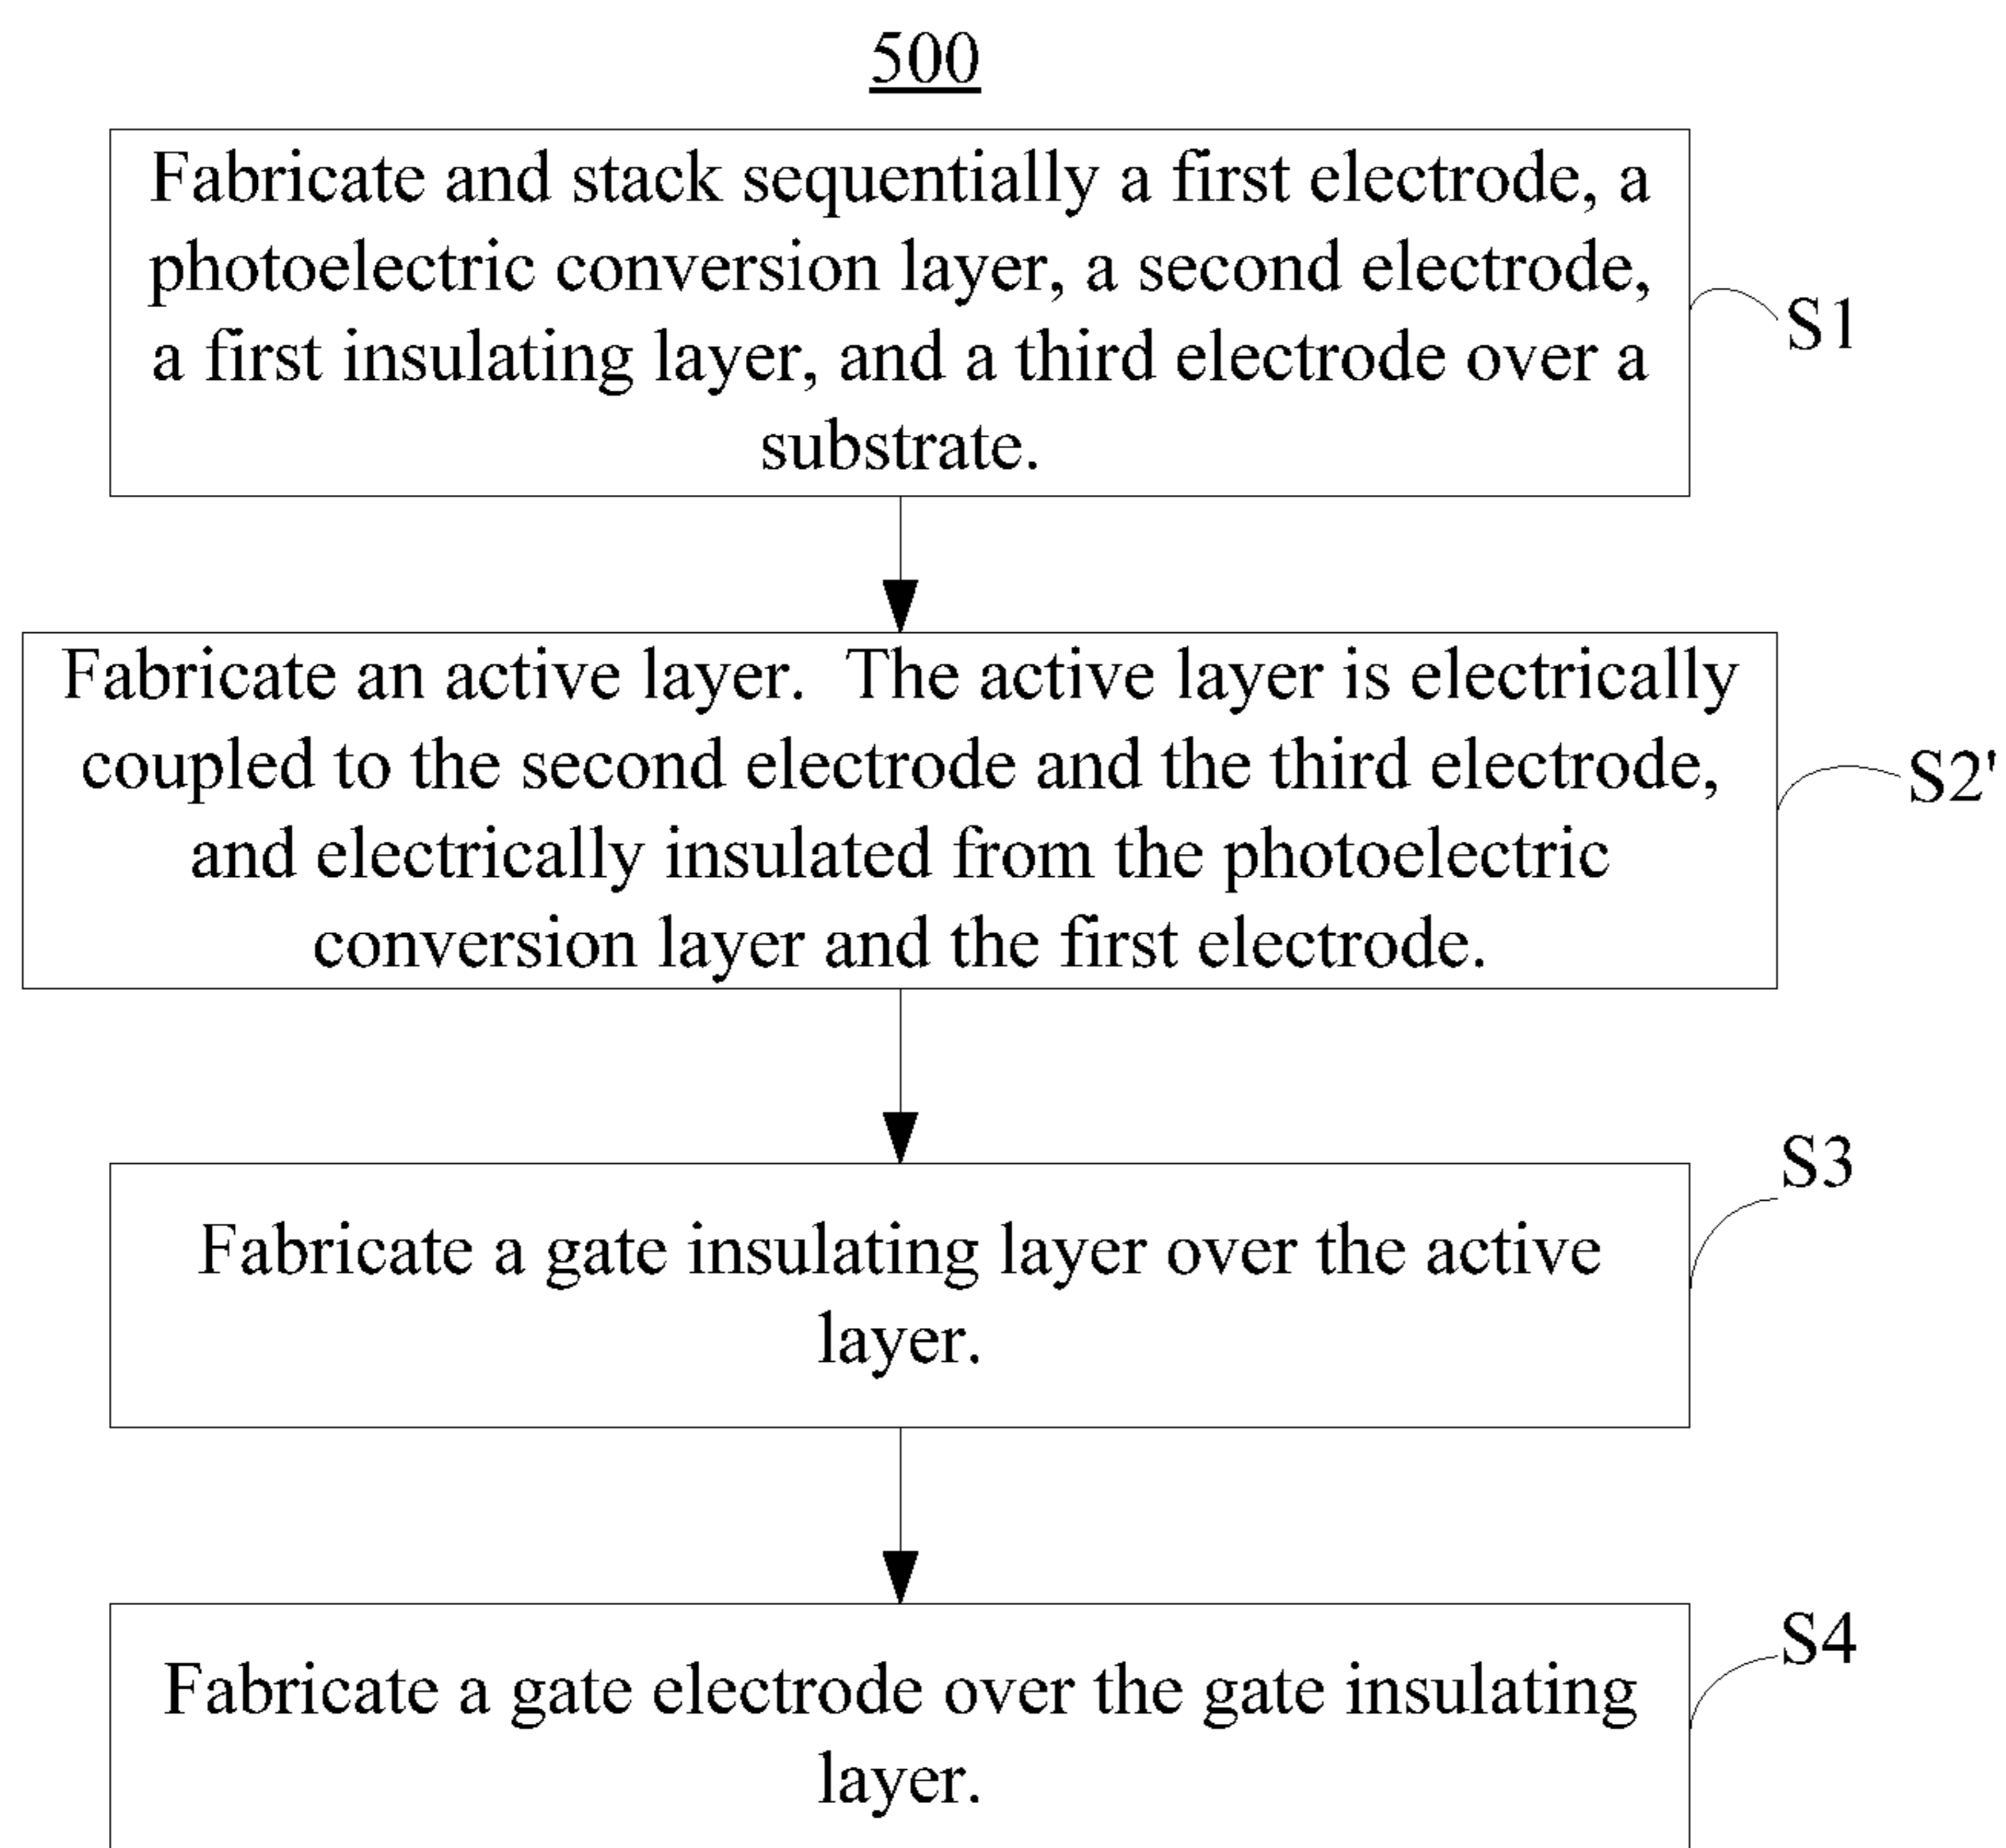 500
Fabricate and stack sequentially a first electrode, a
photoelectric conversion layer, a second electrode,
a first insulating layer, and a third electrode over a
substrate.
S1
Fabricate an active layer.  The active layer is electrically
coupled to the second electrode and the third electrode,
and electrically insulated from the photoelectric
conversion layer and the first electrode.
S2'
Fabricate a gate insulating layer over the active
layer.
S3
Fabricate a gate electrode over the gate insulating
layer.
S4